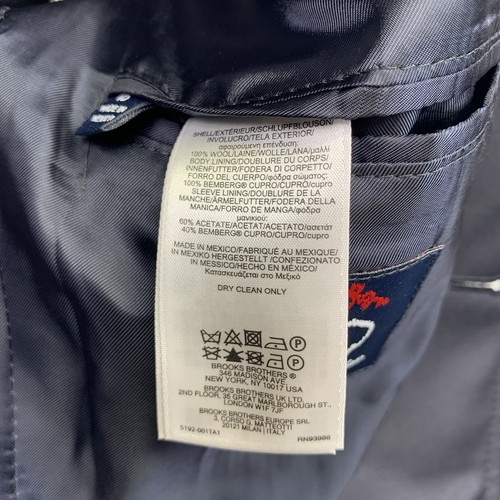 SHELL/EXTÉRIEUR/SCHLUPFBLOUSON/
INVOLUCRO/TELA EXTERIOR/
αφαιρούμενη επένδυση:
100% WOOL/LAINE/WOLLE/LANA/μαλλί
BODY LINING/DOUBLURE DU CORPS/
INNENFUTTER/FODERA DI CORPETTO/
FORRO DEL CUERPO/φόδρα σώματος:
100% BEMBERG® CUPRO/CUPRO/cupro
SLEEVE LINING/DOUBLURE DE LA
MANCHE/ÄRMELFUTTER/FODERA DELLA
MANICA/FORRO DE MANGA/φόδρα
μανικιού:
60% ACETATE/ACÉTATE/ACETATO/ασετάτ
40% BEMBERG® CUPRO/CUPRO/cupro
MADE IN MEXICO/FABRIQUÉ AU MEXIQUE/
IN MEXIKO HERGESTELLT /CONFEZIONATO
IN MESSICO/HECHO EN MÉXICO/
Κατασκευάζεται στο Μεξικό
DRY CLEAN ONLY
P
P
BROOKS BROTHERS ®
346 MADISON AVE.
NEW YORK, NY 10017 USA
BROOKS BROTHERS UK LTD.,
2ND FLOOR, 35 GREAT MARLBOROUGH ST.,
LONDON W1F 7JF
BROOKS BROTHERS EUROPE SRL
3, CORSO G. MATTEOTTI
20121 MILAN | ITALY
5192-001TA1 RN93986